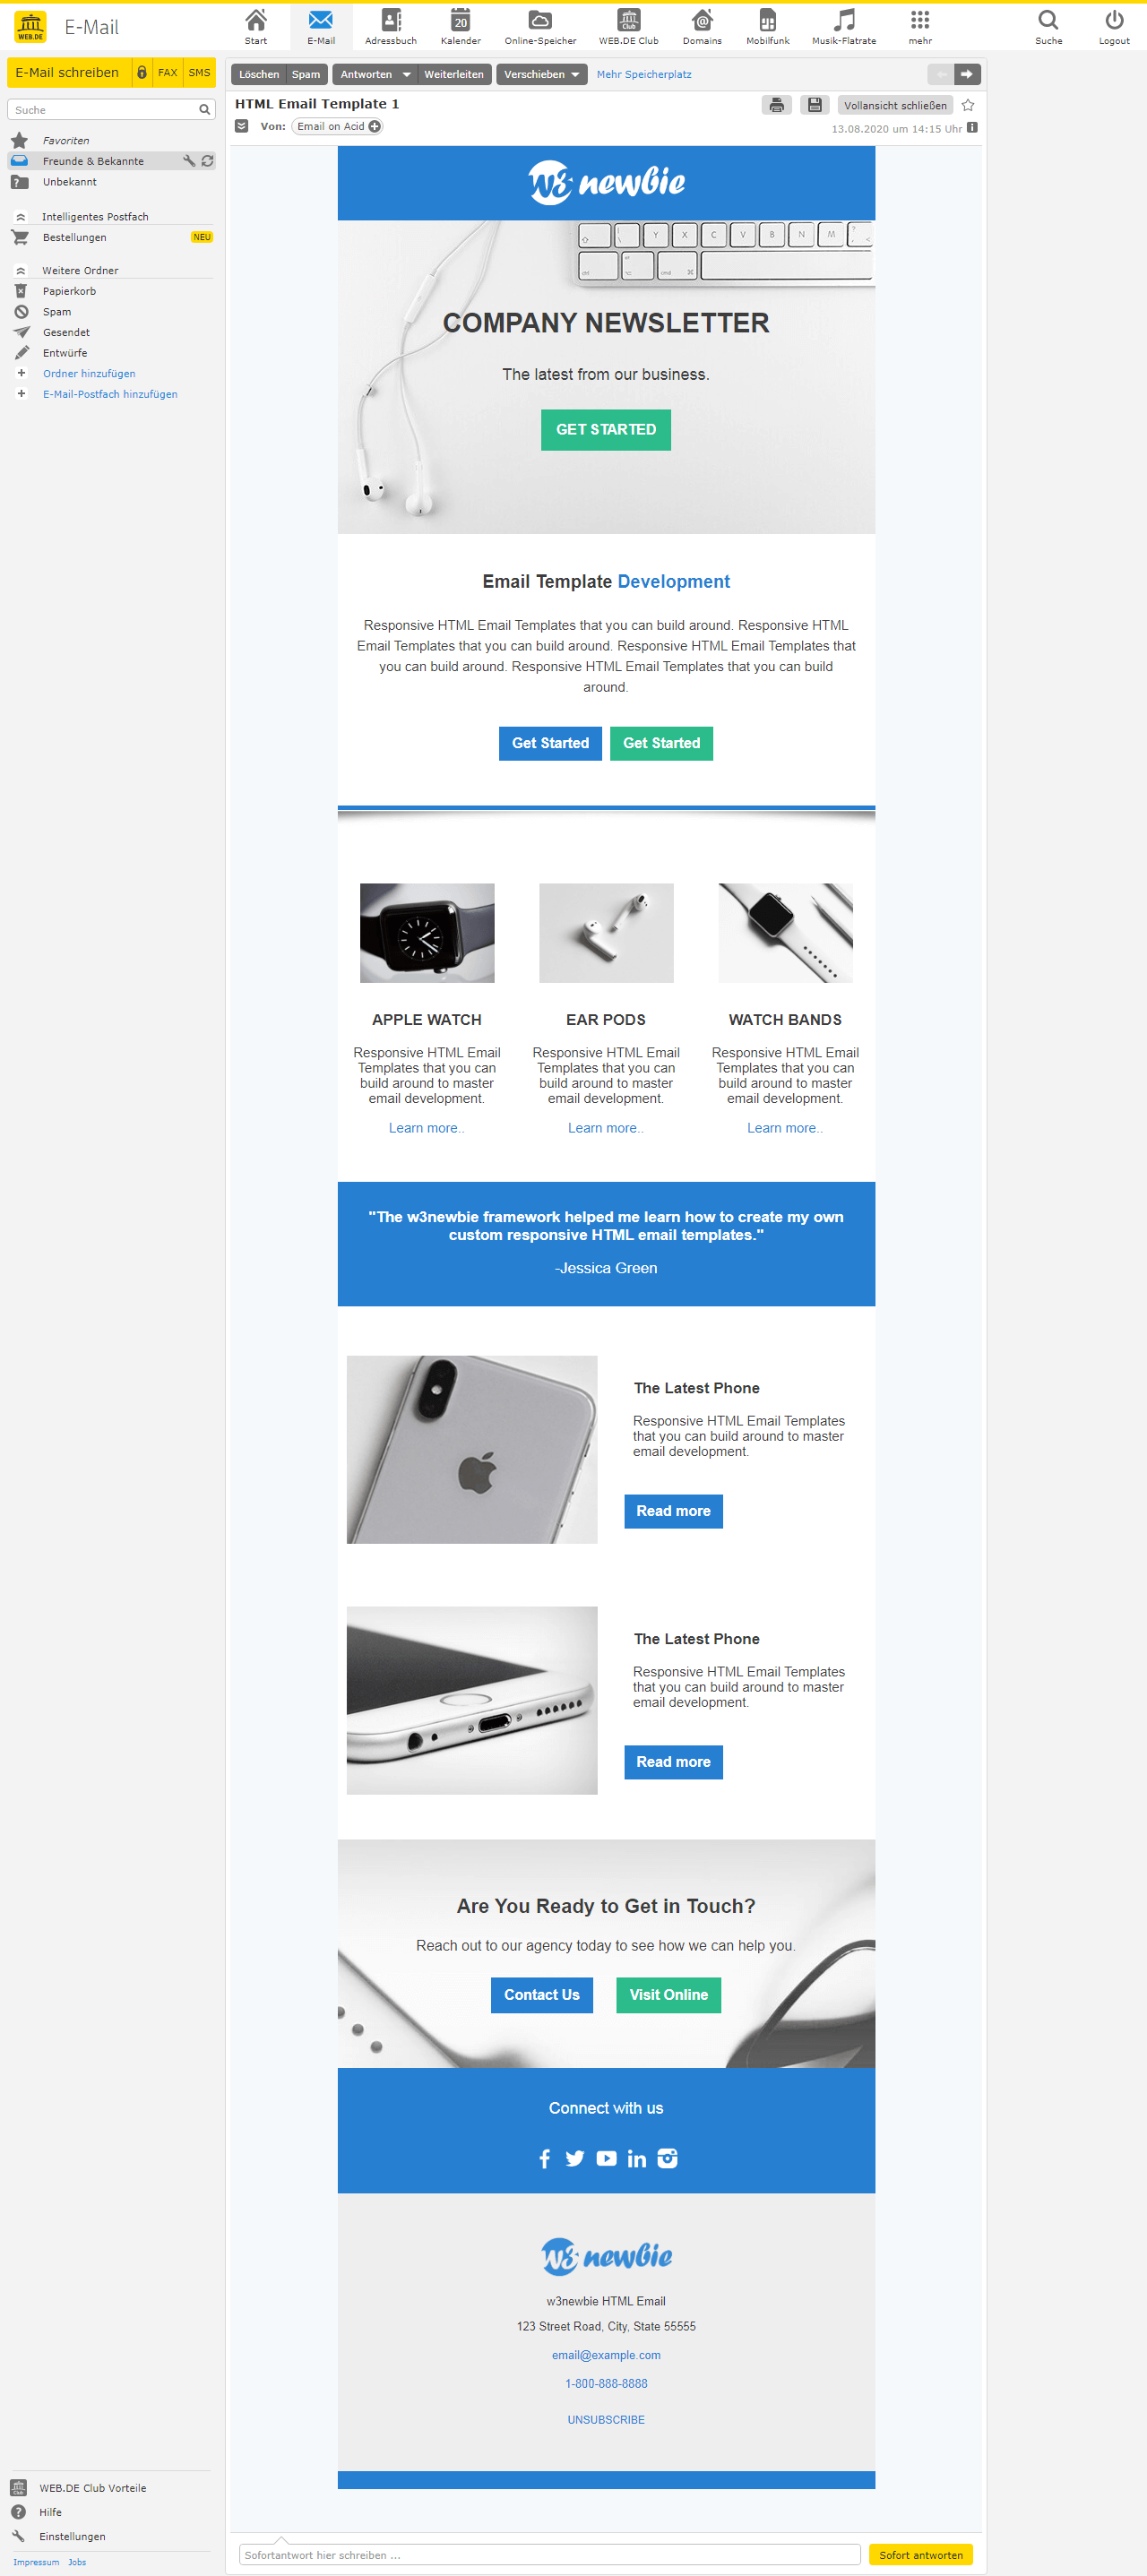 WEB.DE
E-Mail
Start
E-Mail
Adressbuch
20
Kalender
Online-Speicher
Club
WEB.DE Club
Domains
Mobilfunk
Musik-Flatrate
mehr
Suche
Logout
E-Mail schreiben
FAX
SMS
Suche
Favoriten
Freunde & Bekannte
Unbekannt
Intelligentes Postfach
Bestellungen
NEU
Weitere Ordner
Papierkorb
Spam
Gesendet
Entwürfe
Ordner hinzufügen
E-Mail-Postfach hinzufügen
Löschen
Spam
Antworten
Weiterleiten
Verschieben
Mehr Speicherplatz
HTML Email Template 1
Vollansicht schließen
Von: Email on Acid
13.08.2020 um 14:15 Uhr
w3 newbie
Y X C V B N M
ctrl
cmd
COMPANY NEWSLETTER
The latest from our business.
GET STARTED
Email Template Development
Responsive HTML Email Templates that you can build around. Responsive HTML
Email Templates that you can build around. Responsive HTML Email Templates that
you can build around. Responsive HTML Email Templates that you can build
around.
Get Started
Get Started
APPLE WATCH
Responsive HTML Email
Templates that you can
build around to master
email development.
Learn more..
EAR PODS
Responsive HTML Email
Templates that you can
build around to master
email development.
Learn more..
WATCH BANDS
Responsive HTML Email
Templates that you can
build around to master
email development.
Learn more..
"The w3newbie framework helped me learn how to create my own
custom responsive HTML email templates."
-Jessica Green
The Latest Phone
Responsive HTML Email Templates
that you can build around to master
email development.
Read more
The Latest Phone
Responsive HTML Email Templates
that you can build around to master
email development.
Read more
Are You Ready to Get in Touch?
Reach out to our agency today to see how we can help you.
Contact Us
Visit Online
Connect with us
w3 newbie
w3newbie HTML Email
123 Street Road, City, State 55555
email@example.com
1-800-888-8888
UNSUBSCRIBE
Club
WEB.DE Club Vorteile
Hilfe
Einstellungen
Impressum
Jobs
Sofortantwort hier schreiben ...
Sofort antworten